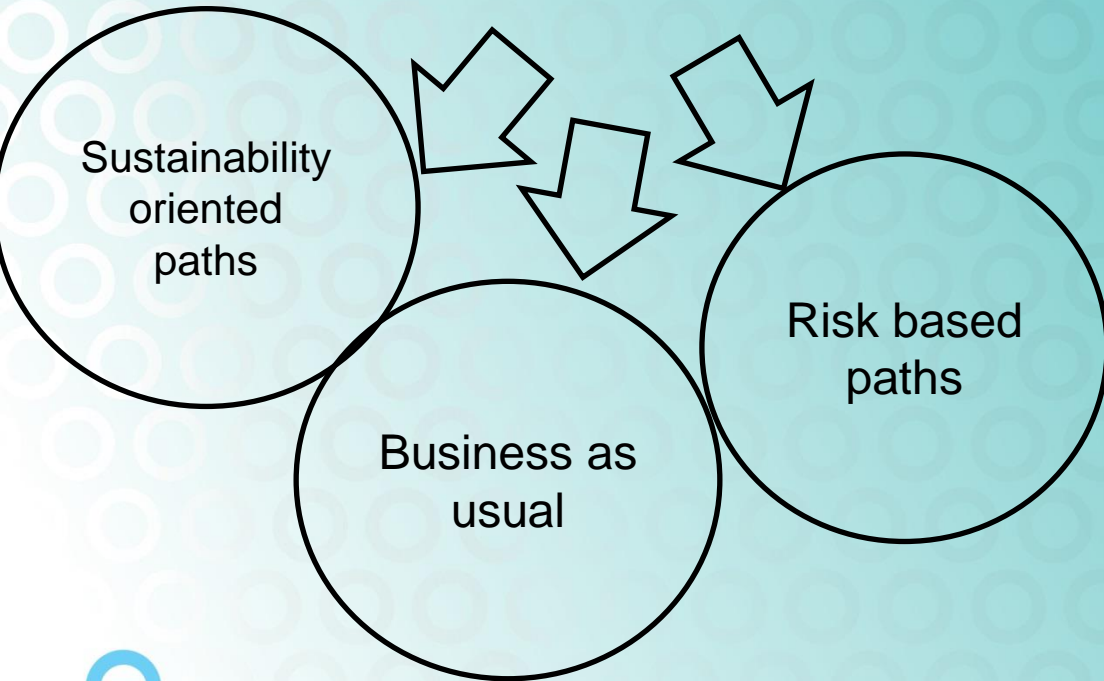 Sustainability
oriented
paths
Business as
usual
Risk based
paths